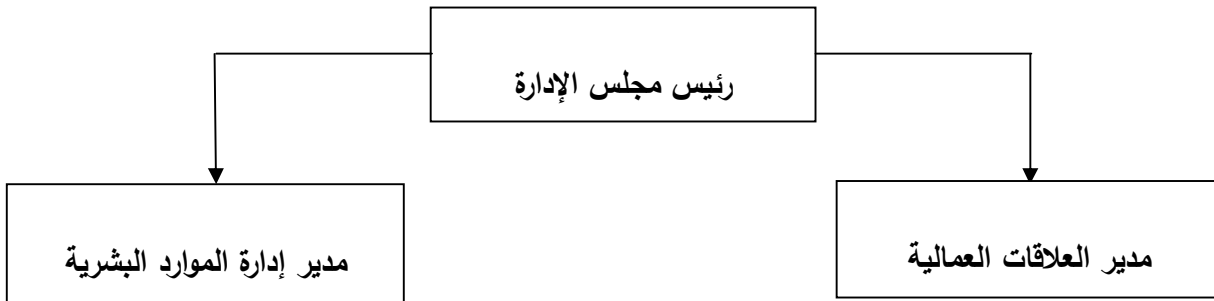 رئيس مجلس الإدارة
مدير العلاقات العمالية
مدير إدارة الموارد البشرية